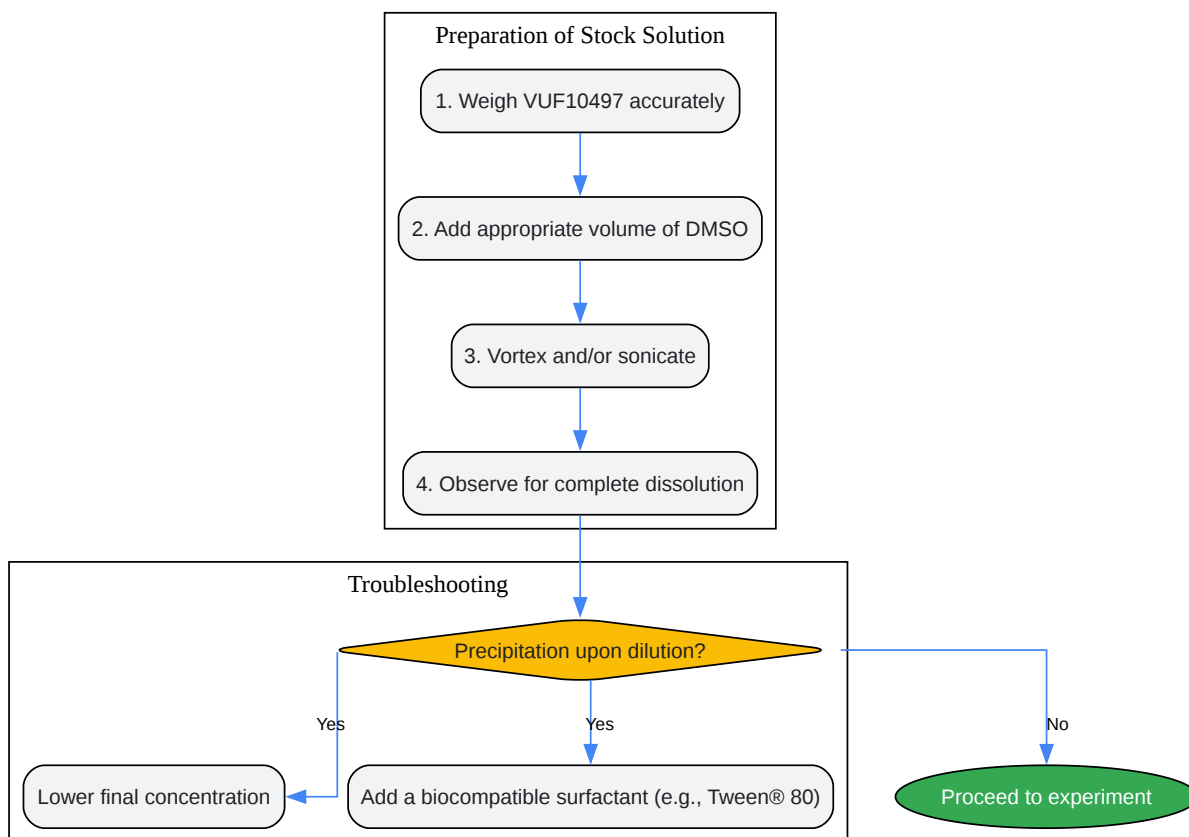 Preparation of Stock Solution
1. Weigh VUF10497 accurately
2. Add appropriate volume of DMSO
3. Vortex and/or sonicate
4. Observe for complete dissolution
Troubleshooting
Precipitation upon dilution?
Yes
Yes
No
Lower final concentration
Add a biocompatible surfactant (e.g., Tween® 80)
Proceed to experiment